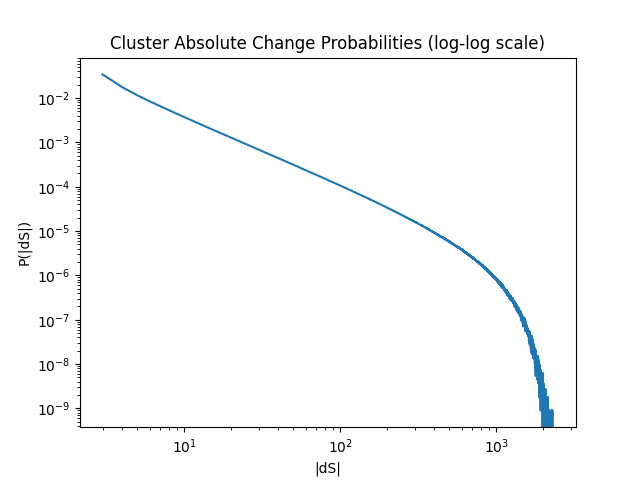 Cluster Absolute Change Probabilities (log-log scale)
P(|dS|)
10⁻²
10⁻³
10⁻⁴
10⁻⁵
10⁻⁶
10⁻⁷
10⁻⁸
10⁻⁹
10¹ 10² 10³
|dS|